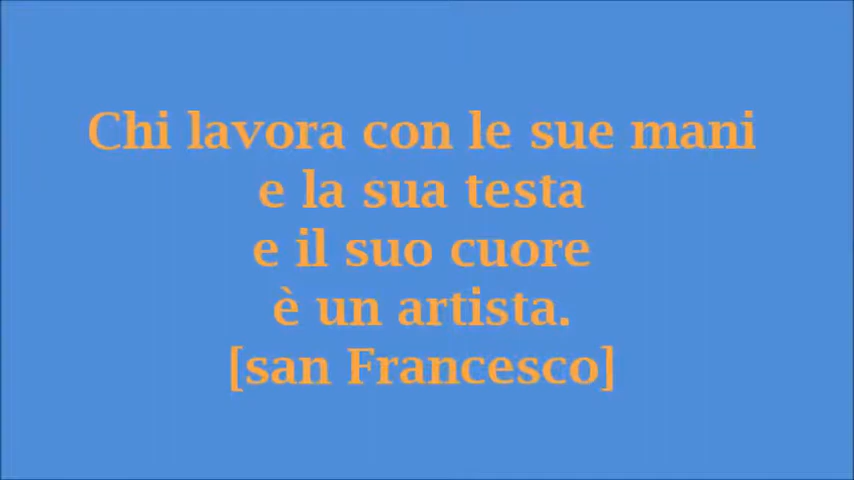 Chi lavora con le sue mani
e la sua testa
e il suo cuore
è un artista.
[san Francesco]